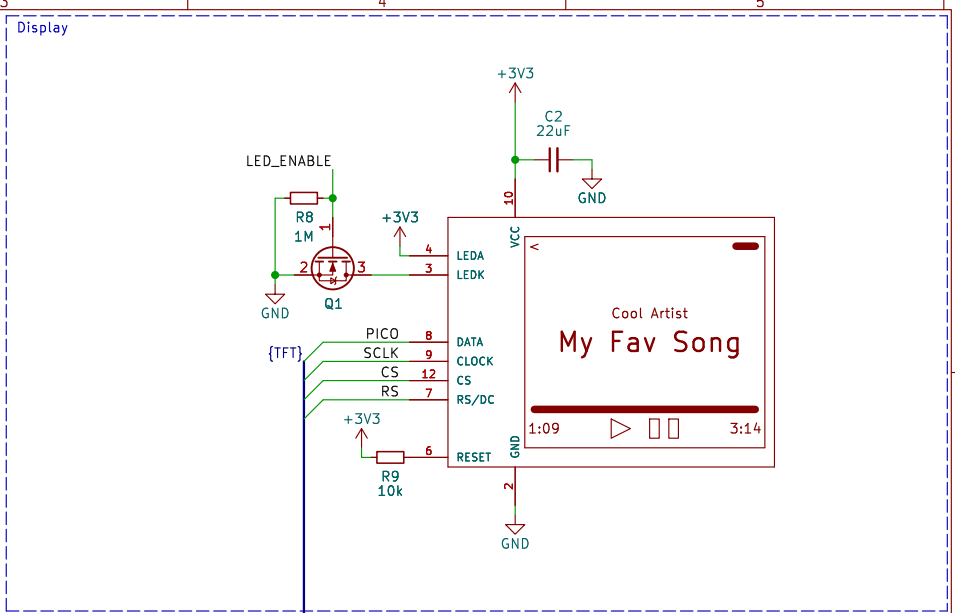 3
4
5
Display
+3V3
C2
22uF
GND
LED_ENABLE
R8
1M
1
2
3
Q1
GND
+3V3
10
VCC
4
LEDA
3
LEDK
<
Cool Artist
My Fav Song
1:09
3:14
{TFT}
PICO
8
DATA
SCLK
9
CLOCK
CS
12
CS
RS
7
RS/DC
+3V3
R9
10k
6
RESET
GND
2
GND